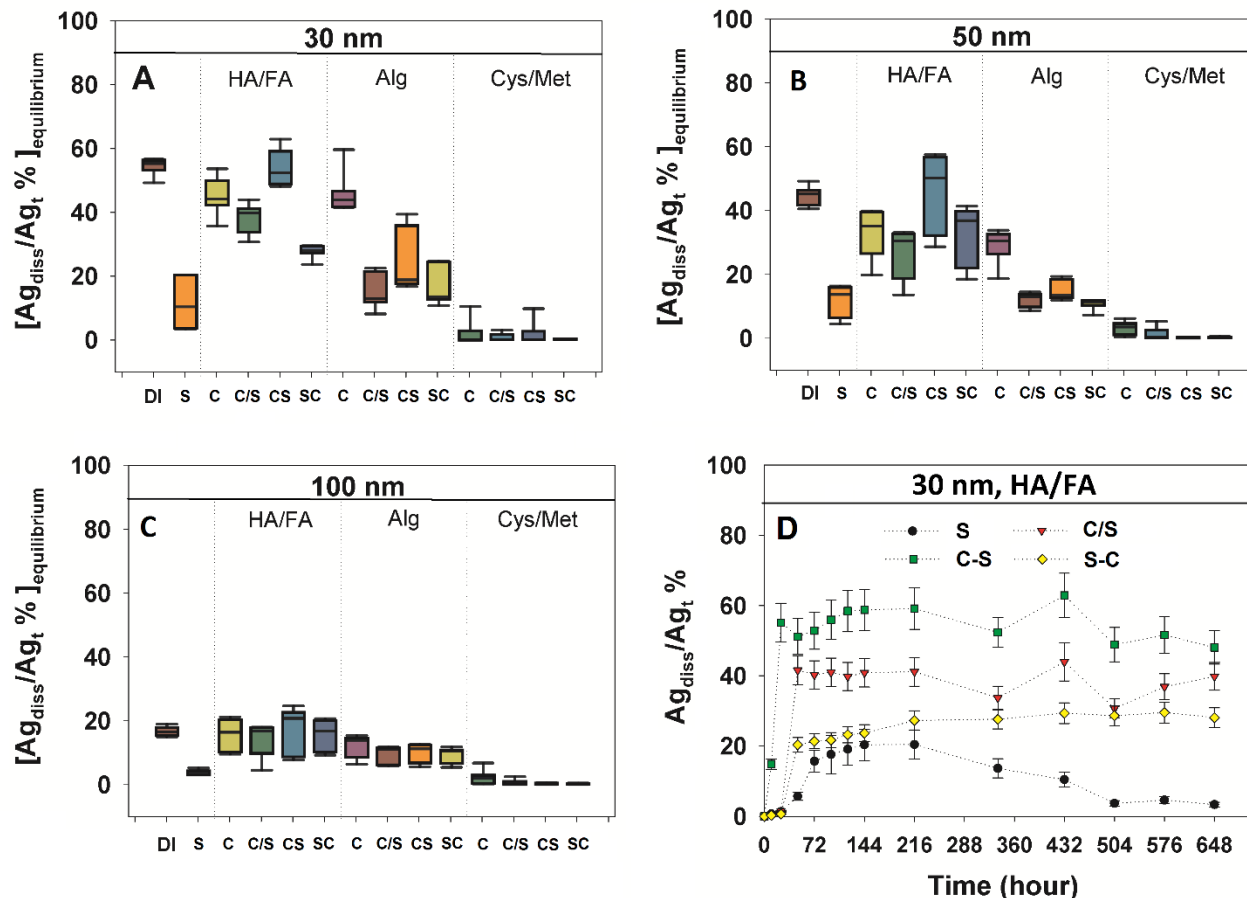 30 nm
A
HA/FA
Alg
Cys/Met
[Ag_diss/Ag_t % ]_equilibrium
100
80
60
40
20
0
DI S C C/S CS SC C C/S CS SC C C/S CS SC
50 nm
B
HA/FA
Alg
Cys/Met
[Ag_diss/Ag_t % ]_equilibrium
100
80
60
40
20
0
DI S C C/S CS SC C C/S CS SC C C/S CS SC
100 nm
C
HA/FA
Alg
Cys/Met
[Ag_diss/Ag_t % ]_equilibrium
100
80
60
40
20
0
DI S C C/S CS SC C C/S CS SC C C/S CS SC
30 nm, HA/FA
D
S C/S
C-S S-C
Ag_diss/Ag_t %
100
80
60
40
20
0
0 72 144 216 288 360 432 504 576 648
Time (hour)